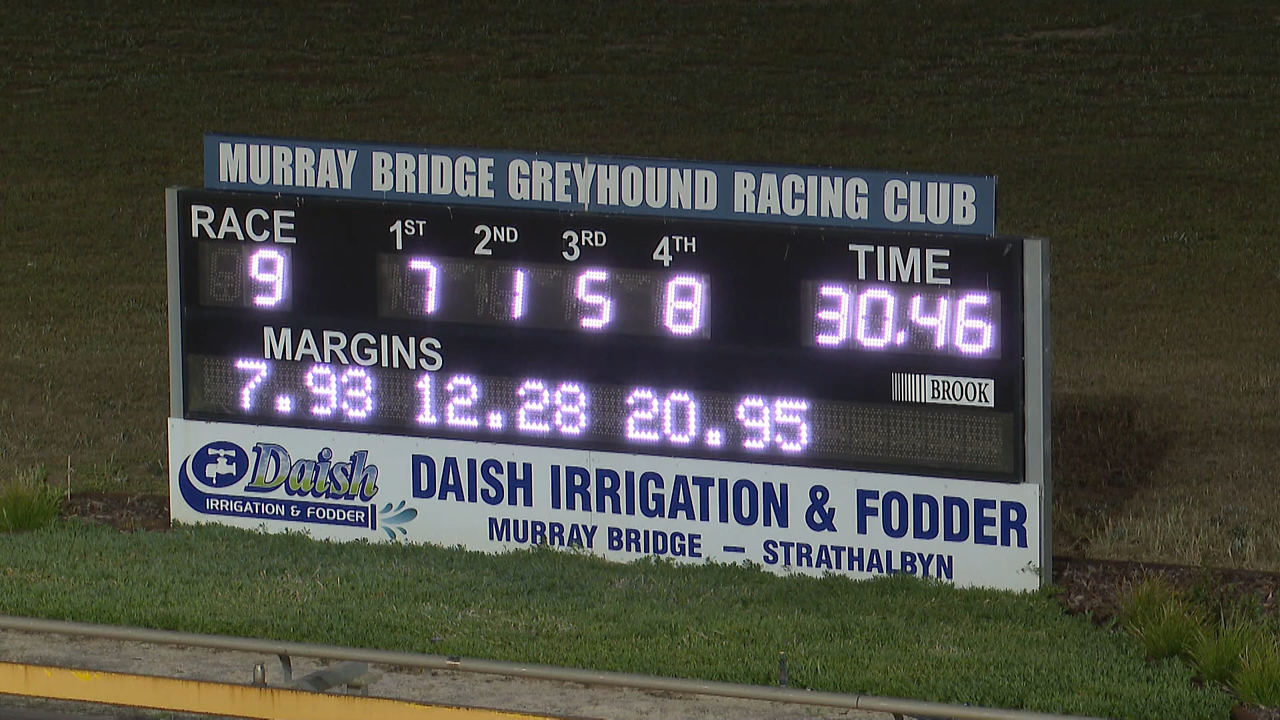 MURRAY BRIDGE GREYHOUND RACING CLUB
RACE 1ST 2ND 3RD 4TH TIME
9 7 1 5 8 30.46
MARGINS
BROOK
7.93 12.28 20.95
Daish
IRRIGATION & FODDER
DAISH IRRIGATION & FODDER
MURRAY BRIDGE – STRATHALBYN